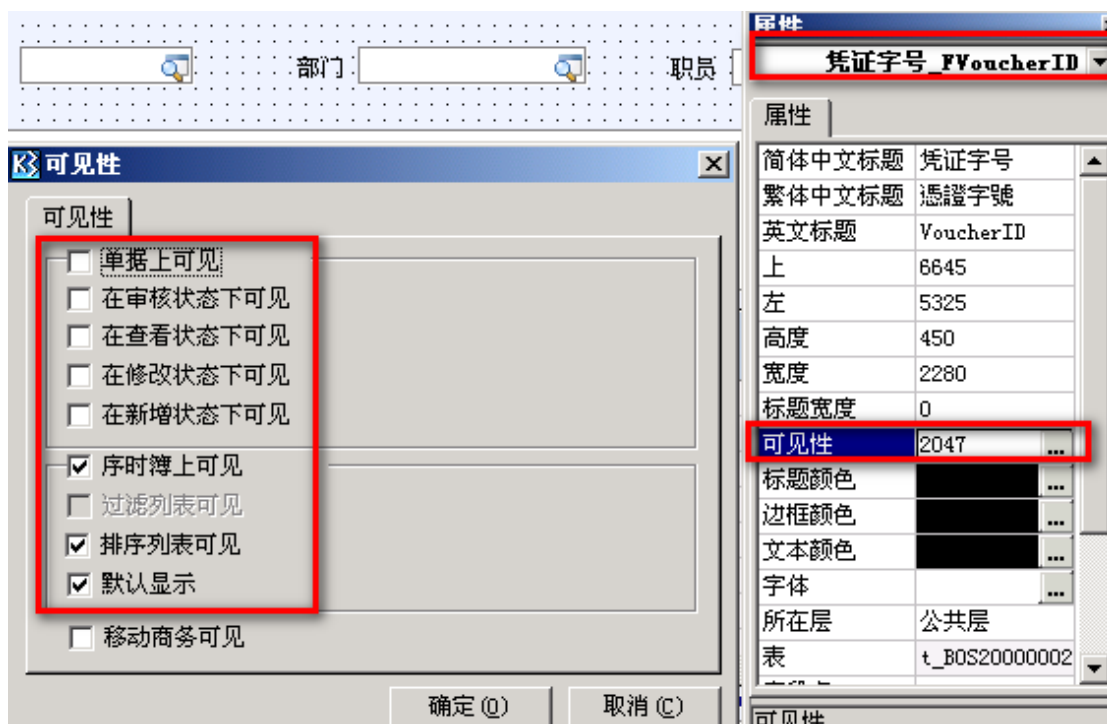 部门
职员
属性
凭证字号_FVoucherID
属性
简体中文标题 凭证字号
繁体中文标题 憑證字號
英文标题 VoucherID
上 6645
左 5325
高度 450
宽度 2280
标题宽度 0
可见性 2047 ...
标题颜色 ...
边框颜色 ...
文本颜色 ...
字体 ...
所在层 公共层
表 t_BOS20000002
可见性
K3 可见性
可见性
单据上可见
在审核状态下可见
在查看状态下可见
在修改状态下可见
在新增状态下可见
序时簿上可见
过滤列表可见
排序列表可见
默认显示
移动商务可见
确定(O)
取消(C)